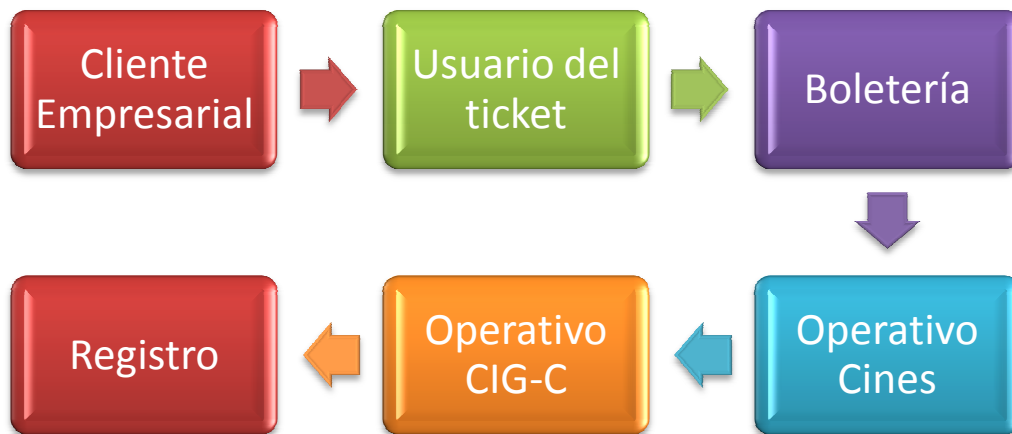 Cliente
Empresarial
Usuario del
ticket
Boletería
Operativo
Cines
Operativo
CIG-C
Registro